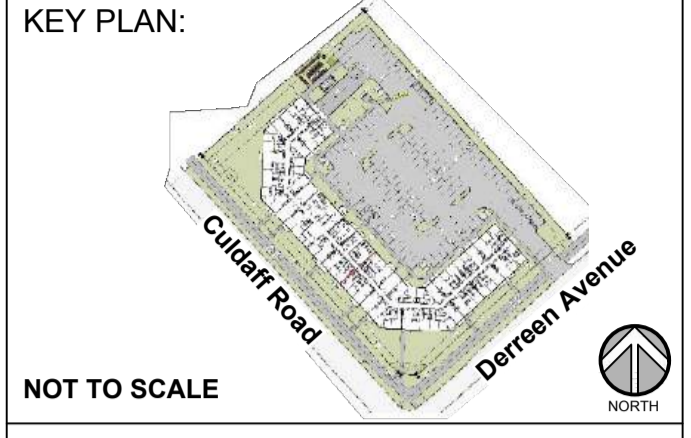 KEY PLAN:
Culdaff Road
Derreen Avenue
NOT TO SCALE
NORTH